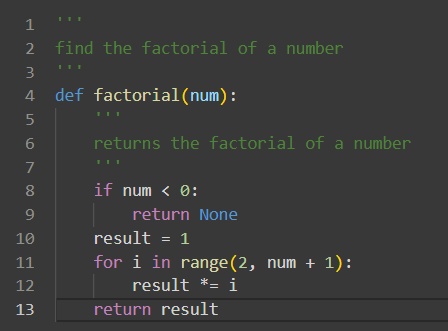 1 '''
2 find the factorial of a number
3 '''
4 def factorial(num):
5     '''
6     returns the factorial of a number
7     '''
8     if num < 0:
9         return None
10     result = 1
11     for i in range(2, num + 1):
12         result *= i
13     return result